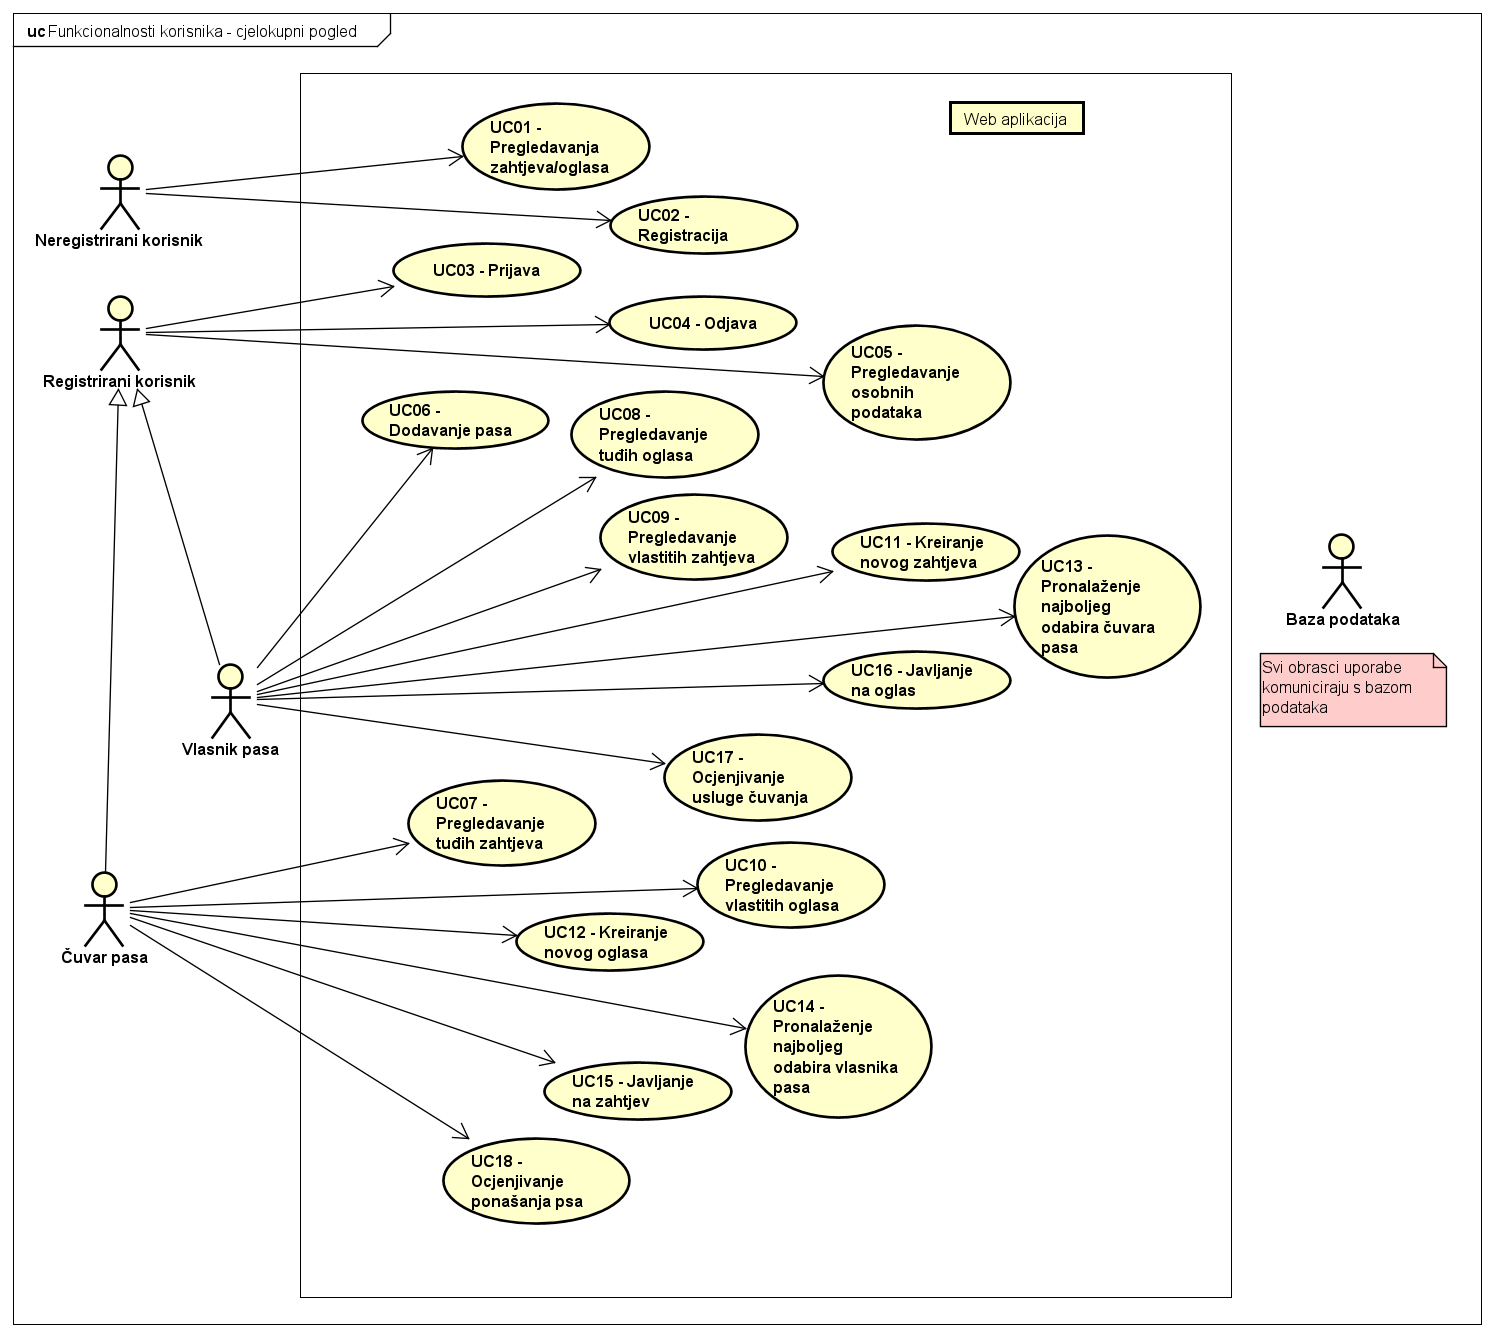 uc Funkcionalnosti korisnika - cjelokupni pogled
Web aplikacija
UC01 -
Pregledavanja
zahtjeva/oglasa
Neregistrirani korisnik
UC02 -
Registracija
UC03 - Prijava
UC04 - Odjava
Registrirani korisnik
UC05 -
Pregledavanje
osobnih
podataka
UC06 -
Dodavanje pasa
UC08 -
Pregledavanje
tuđih oglasa
UC09 -
Pregledavanje
vlastitih zahtjeva
UC11 - Kreiranje
novog zahtjeva
UC13 -
Pronalaženje
najboljeg
odabira čuvara
pasa
Baza podataka
Svi obrasci uporabe
komuniciraju s bazom
podataka
UC16 - Javljanje
na oglas
Vlasnik pasa
UC17 -
Ocjenjivanje
usluge čuvanja
UC07 -
Pregledavanje
tuđih zahtjeva
UC10 -
Pregledavanje
vlastitih oglasa
UC12 - Kreiranje
novog oglasa
Čuvar pasa
UC14 -
Pronalaženje
najboljeg
odabira vlasnika
pasa
UC15 - Javljanje
na zahtjev
UC18 -
Ocjenjivanje
ponašanja psa